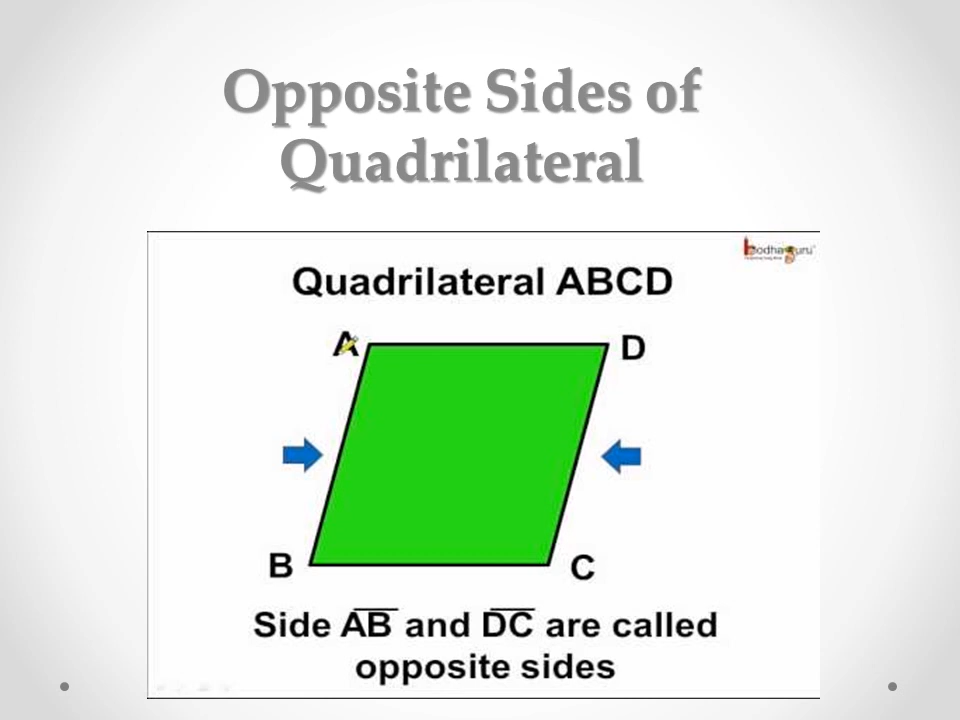 Opposite Sides of
Quadrilateral
Quadrilateral ABCD
A
D
B
C
Side AB and DC are called
opposite sides